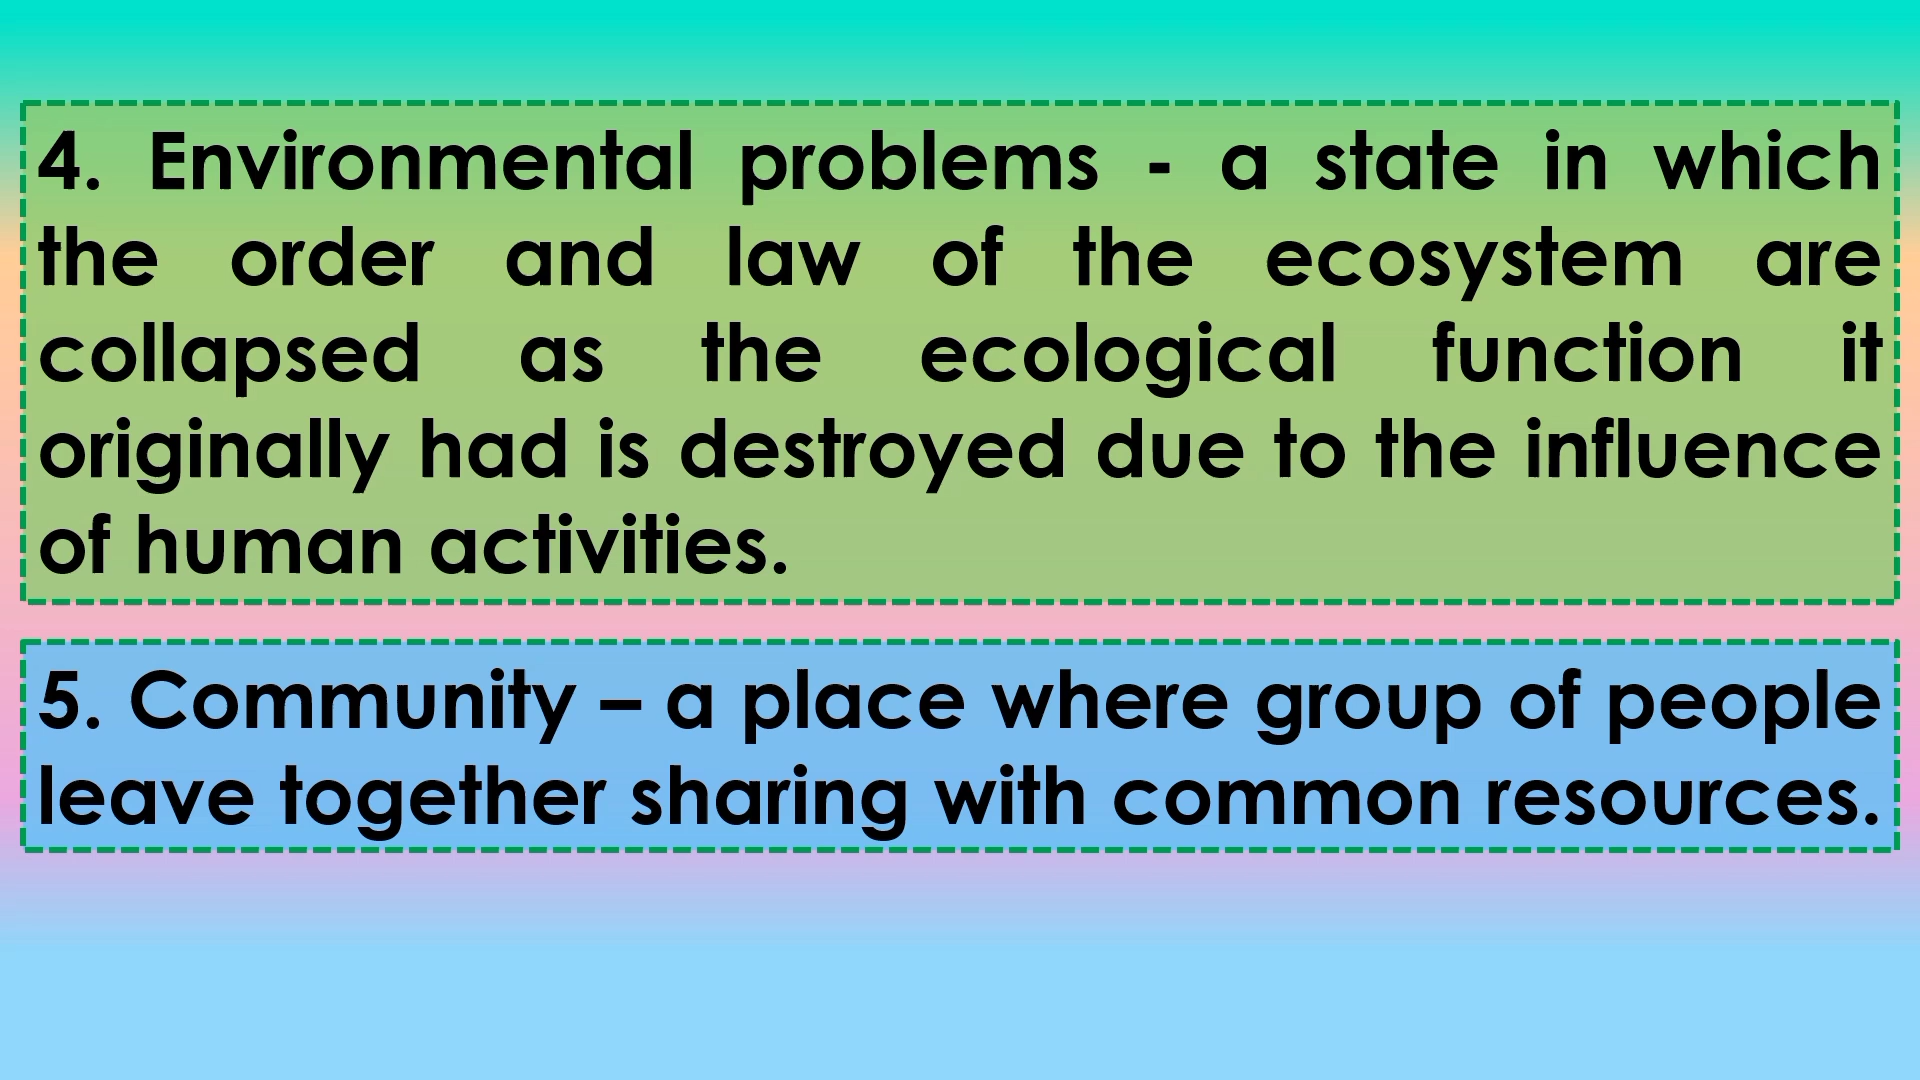 4. Environmental problems - a state in which
the order and law of the ecosystem are
collapsed as the ecological function it
originally had is destroyed due to the influence
of human activities.
5. Community – a place where group of people
leave together sharing with common resources.